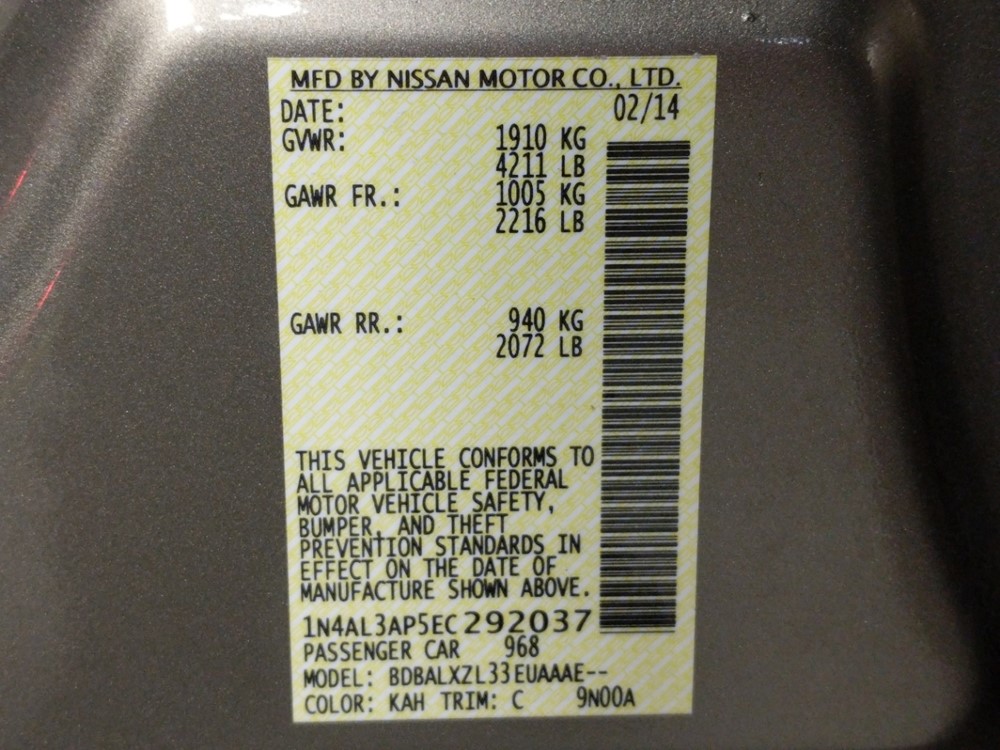 MFD BY NISSAN MOTOR CO., LTD.
DATE: 02/14
GVWR: 1910 KG
4211 LB
GAWR FR.: 1005 KG
2216 LB
GAWR RR.: 940 KG
2072 LB
THIS VEHICLE CONFORMS TO
ALL APPLICABLE FEDERAL
MOTOR VEHICLE SAFETY,
BUMPER, AND THEFT
PREVENTION STANDARDS IN
EFFECT ON THE DATE OF
MANUFACTURE SHOWN ABOVE.
1N4AL3AP5EC292037
PASSENGER CAR 968
MODEL: BDBALXZL33EUAAAE--
COLOR: KAH TRIM: C 9N00A